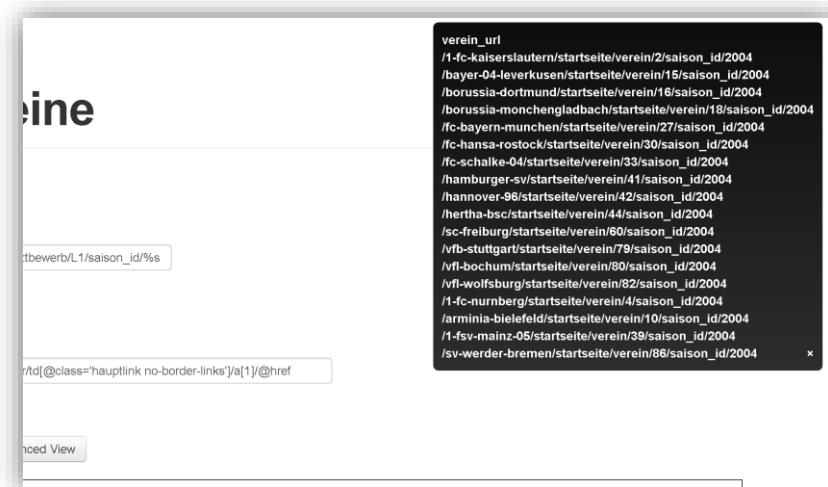 eine
ttbewerb/L1/saison_id/%s
r/td[@class='hauptlink no-border-links']/a[1]/@href
nced View
verein_url
/1-fc-kaiserslautern/startseite/verein/2/saison_id/2004
/bayer-04-leverkusen/startseite/verein/15/saison_id/2004
/borussia-dortmund/startseite/verein/16/saison_id/2004
/borussia-monchengladbach/startseite/verein/18/saison_id/2004
/fc-bayern-munchen/startseite/verein/27/saison_id/2004
/fc-hansa-rostock/startseite/verein/30/saison_id/2004
/fc-schalke-04/startseite/verein/33/saison_id/2004
/hamburger-sv/startseite/verein/41/saison_id/2004
/hannover-96/startseite/verein/42/saison_id/2004
/hertha-bsc/startseite/verein/44/saison_id/2004
/sc-freiburg/startseite/verein/60/saison_id/2004
/vfb-stuttgart/startseite/verein/79/saison_id/2004
/vfl-bochum/startseite/verein/80/saison_id/2004
/vfl-wolfsburg/startseite/verein/82/saison_id/2004
/1-fc-nurnberg/startseite/verein/4/saison_id/2004
/arminia-bielefeld/startseite/verein/10/saison_id/2004
/1-fsv-mainz-05/startseite/verein/39/saison_id/2004
/sv-werder-bremen/startseite/verein/86/saison_id/2004 ×